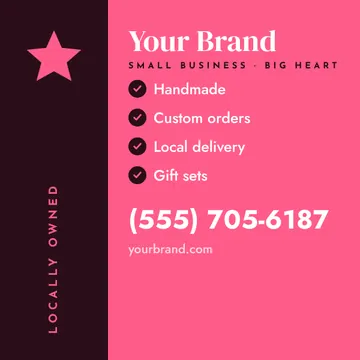 Your Brand
SMALL BUSINESS · BIG HEART
Handmade
Custom orders
Local delivery
Gift sets
(555) 705-6187
yourbrand.com
LOCALLY OWNED